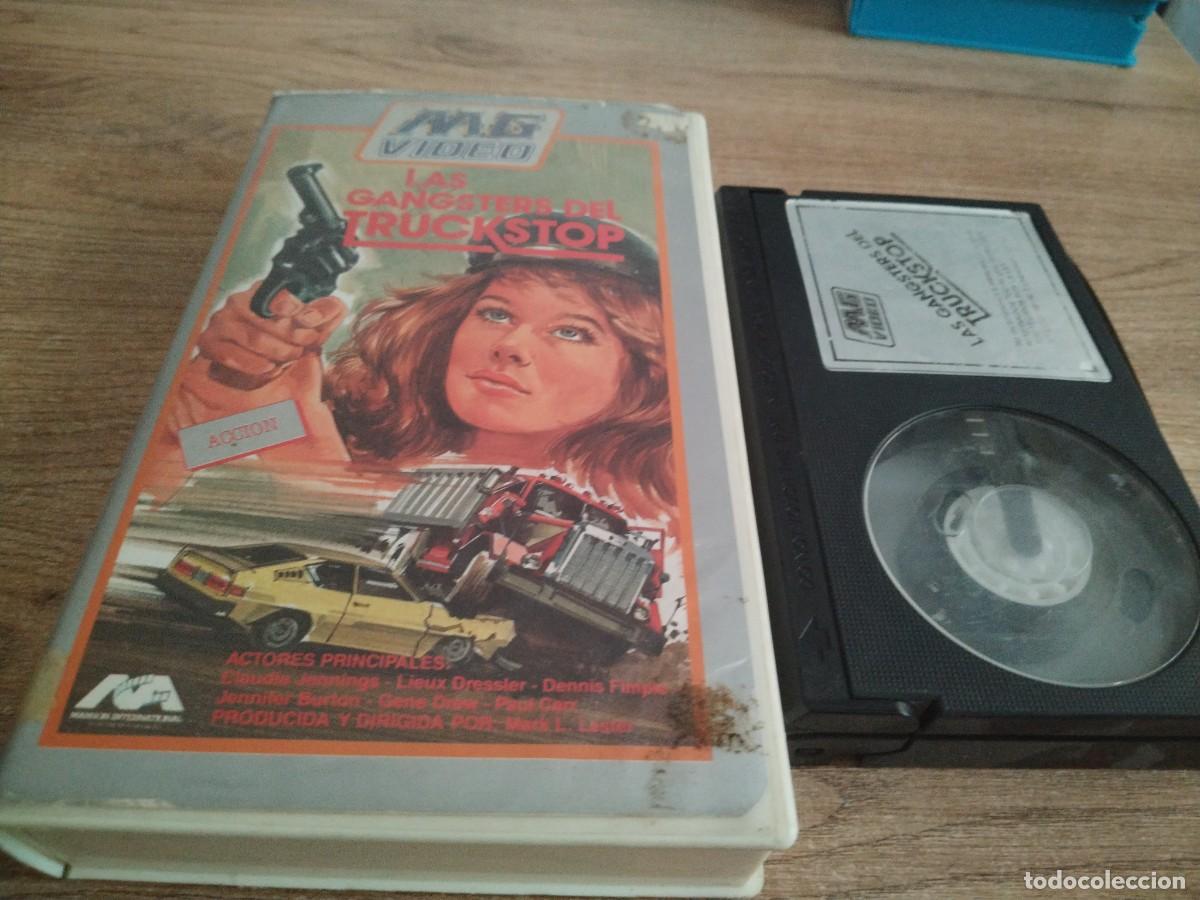 MG
VIDEO
LAS
GANGSTERS DEL
TRUCKSTOP
ACCION
ACTORES PRINCIPALES:
Claudia Jennings - Lieux Dressler - Dennis Fimple
Jennifer Burton - Gene Drew - Paul Carr
PRODUCIDA Y DIRIGIDA POR: Mark L. Lester
MG
VIDEO
LAS GANGSTERS DEL
TRUCKSTOP
todocoleccion